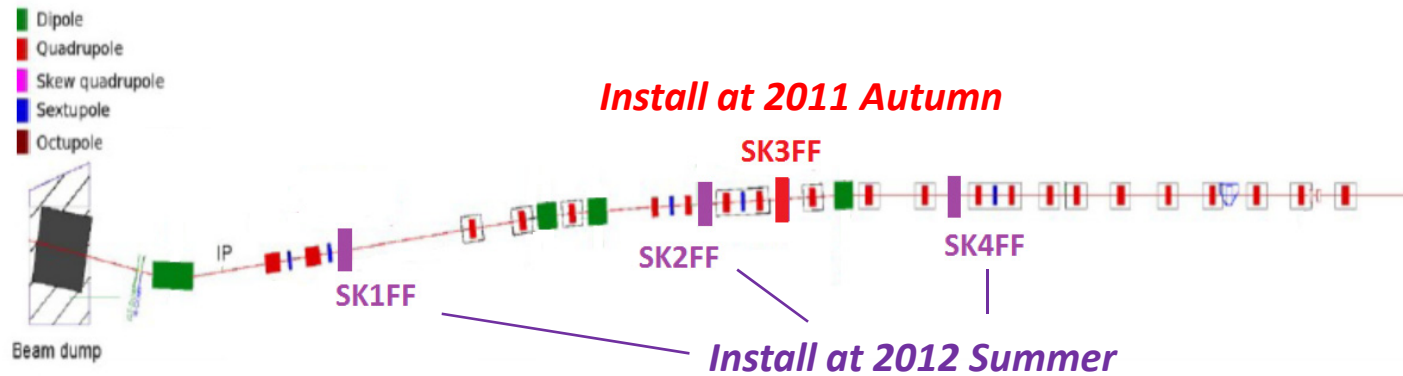 Dipole
Quadrupole
Skew quadrupole
Sextupole
Octupole
Install at 2011 Autumn
SK3FF
IP
SK2FF
SK4FF
SK1FF
Beam dump
Install at 2012 Summer